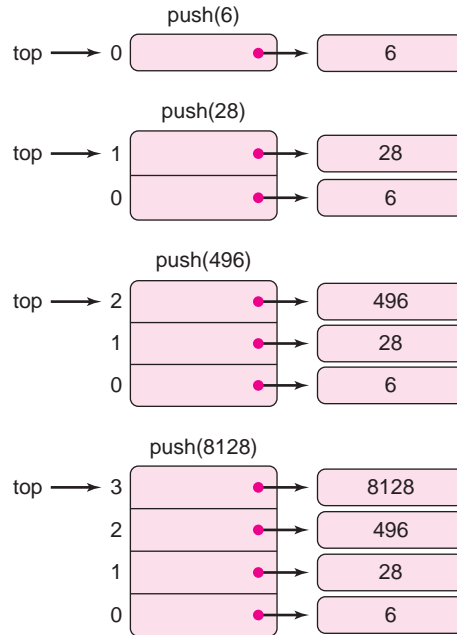 push(6)
top 0 6
push(28)
top 1 28
0 6
push(496)
top 2 496
1 28
0 6
push(8128)
top 3 8128
2 496
1 28
0 6